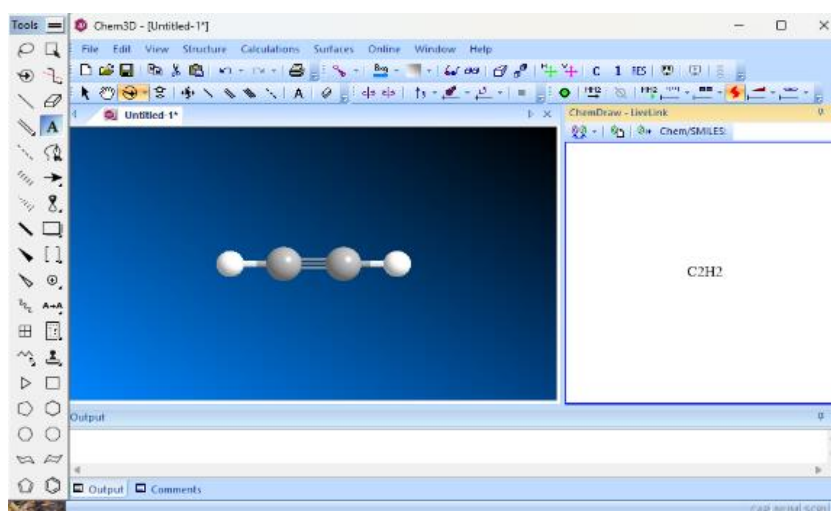 Tools
Chem3D - [Untitled-1*]
File Edit View Structure Calculations Surfaces Online Window Help
C 1 RES
A
A
Untitled-1*
ChemDraw - LiveLink
Chem/SMILES:
C2H2
Output
Output Comments